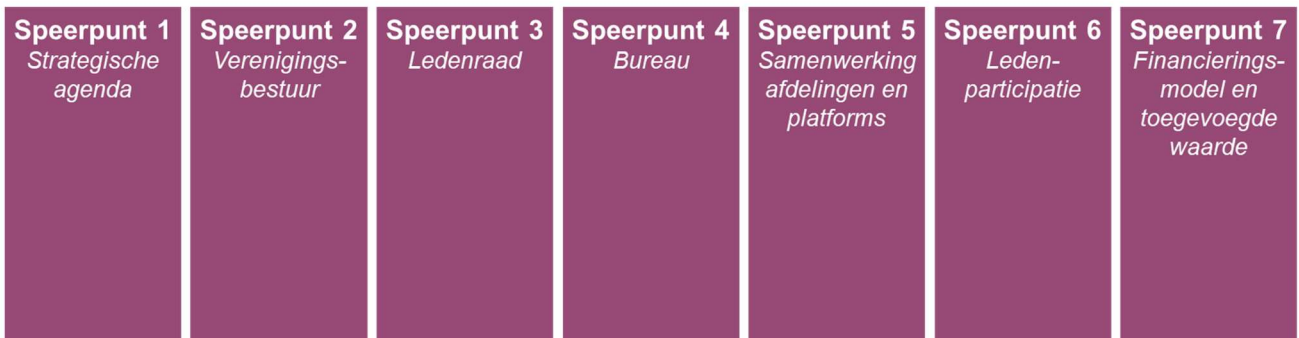 Speerpunt 1
Strategische
agenda
Speerpunt 2
Verenigings-
bestuur
Speerpunt 3
Ledenraad
Speerpunt 4
Bureau
Speerpunt 5
Samenwerking
afdelingen en
platforms
Speerpunt 6
Leden-
participatie
Speerpunt 7
Financierings-
model en
toegevoegde
waarde